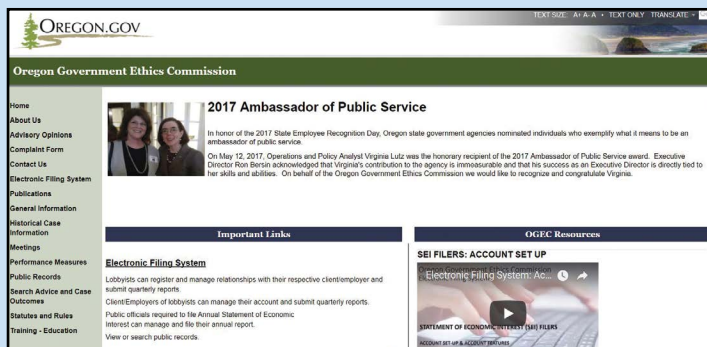 TEXT SIZE: A+ A- A • TEXT ONLY TRANSLATE
OREGON.GOV
Oregon Government Ethics Commission
Home
About Us
Advisory Opinions
Complaint Form
Contact Us
Electronic Filing System
Publications
General Information
Historical Case
Information
Meetings
Performance Measures
Public Records
Search Advice and Case
Outcomes
Statutes and Rules
Training - Education
2017 Ambassador of Public Service
In honor of the 2017 State Employee Recognition Day, Oregon state government agencies nominated individuals who exemplify what it means to be an
ambassador of public service.
On May 12, 2017, Operations and Policy Analyst Virginia Lutz was the honorary recipient of the 2017 Ambassador of Public Service award. Executive
Director Ron Bersin acknowledged that Virginia's contribution to the agency is immeasurable and that his success as an Executive Director is directly tied to
her skills and abilities. On behalf of the Oregon Government Ethics Commission we would like to recognize and congratulate Virginia.
Important Links
Electronic Filing System
Lobbyists can register and manage relationships with their respective client/employer and
submit quarterly reports.
Client/Employers of lobbyists can manage their account and submit quarterly reports.
Public officials required to file Annual Statement of Economic
Interest can manage and file their annual report.
View or search public records.
OGEC Resources
SEI FILERS: ACCOUNT SET UP
Oregon Government Ethics Commission
Electronic Filing System: Ac...
STATEMENT OF ECONOMIC INTEREST (SEI) FILERS
ACCOUNT SET-UP & ACCOUNT FEATURES